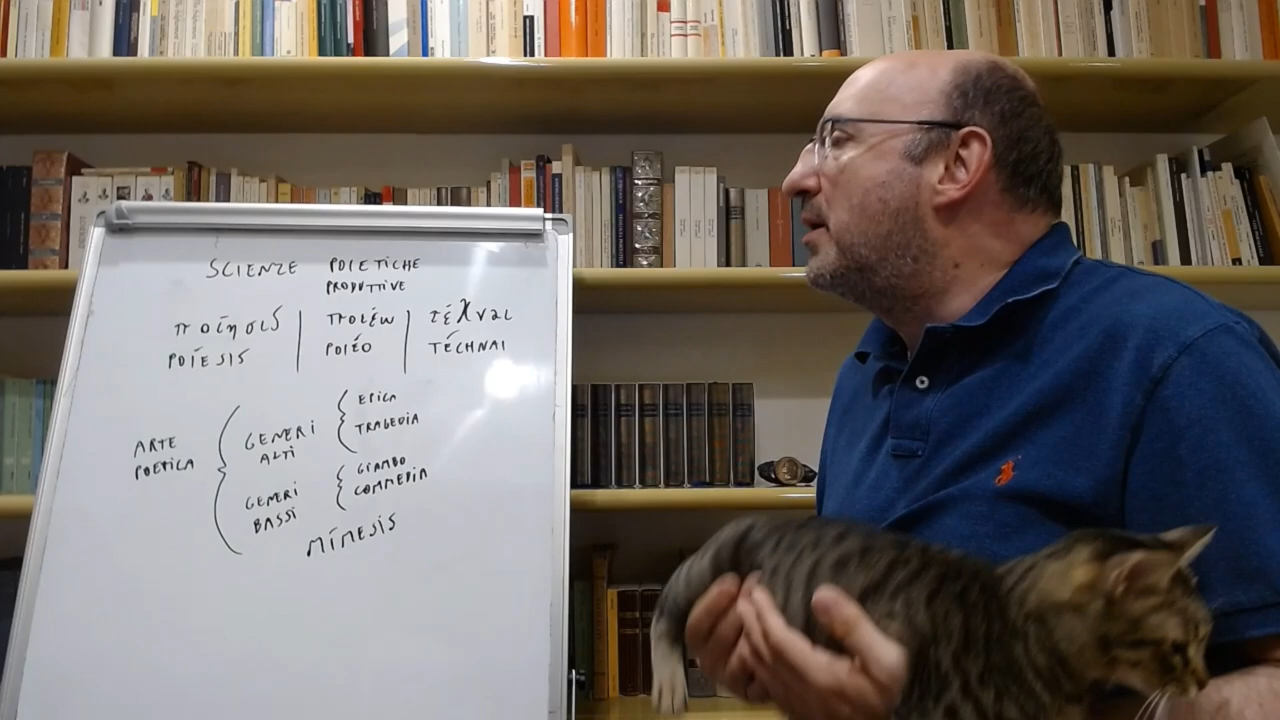 SCIENZE POIETICHE
PRODUTTIVE
ποίησις | ποιέω | τέχναι
POÍESIS | POIÉO | TÉCHNAI
ARTE POETICA
GENERI ALTI
EPICA
TRAGEDIA
GENERI BASSI
GIAMBO
COMMEDIA
MÍMESIS